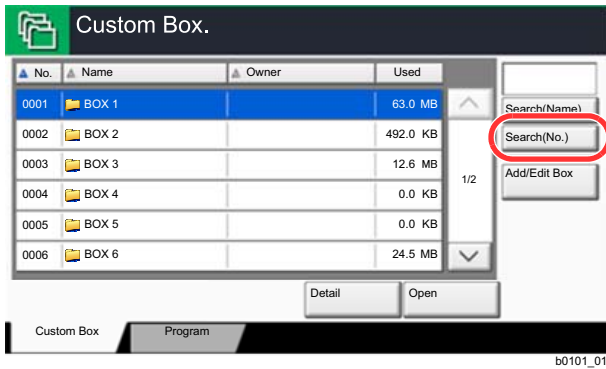 Custom Box.
No. Name Owner Used
0001 BOX 1 63.0 MB
Search(Name)
0002 BOX 2 492.0 KB
Search(No.)
0003 BOX 3 12.6 MB
1/2
Add/Edit Box
0004 BOX 4 0.0 KB
0005 BOX 5 0.0 KB
0006 BOX 6 24.5 MB
Detail Open
Custom Box Program
b0101_01